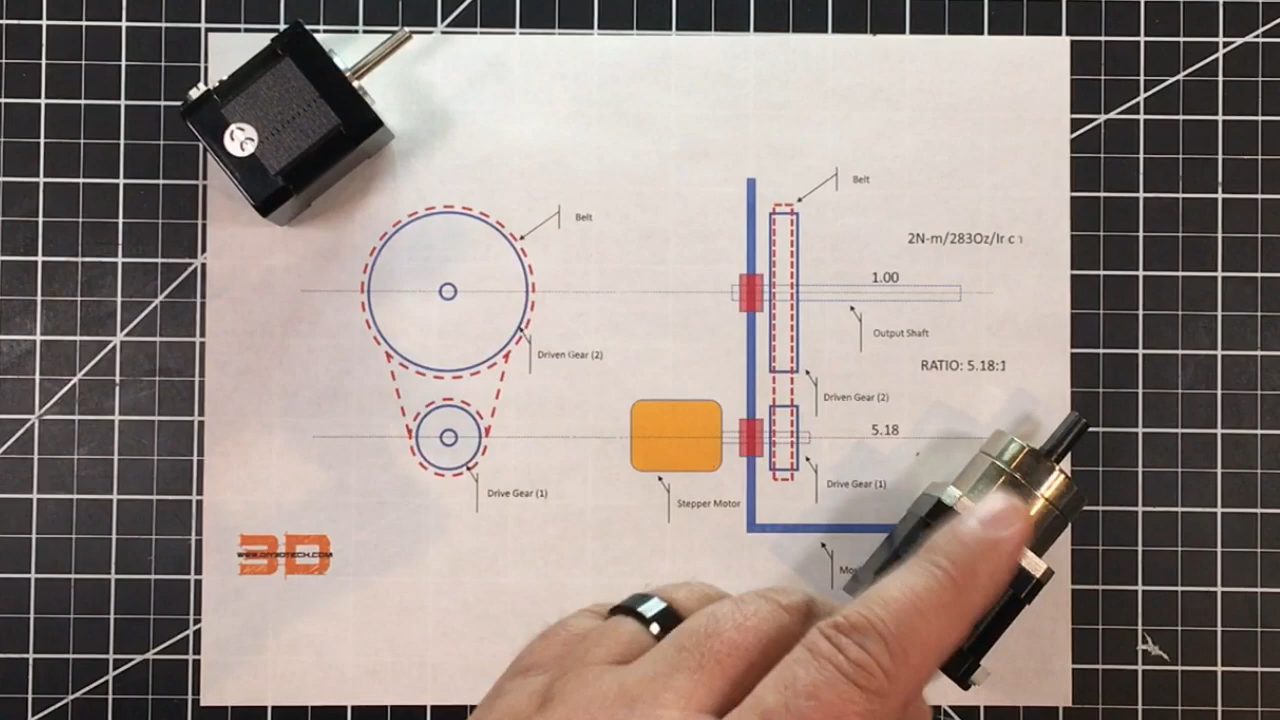 Belt
Driven Gear (2)
Drive Gear (1)
Belt
2N-m/283Oz/In
1.00
Output Shaft
RATIO: 5.18:1
Driven Gear (2)
5.18
Drive Gear (1)
Stepper Motor
3D